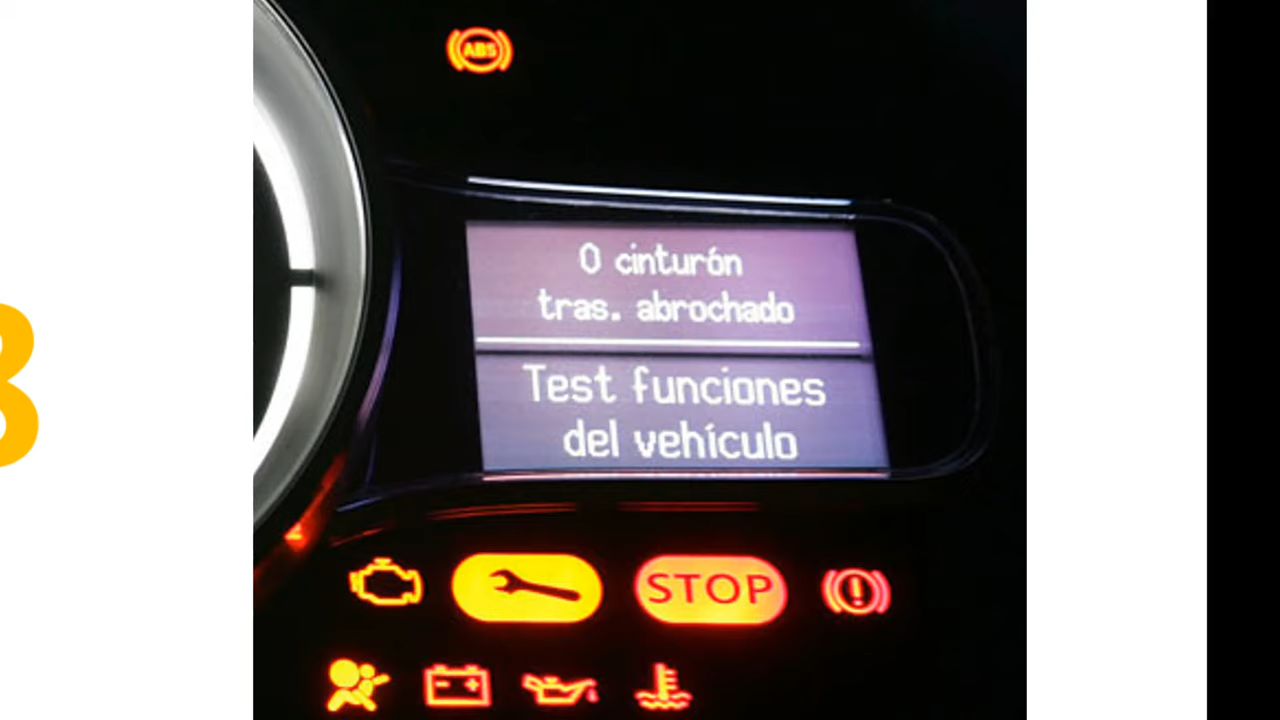 ABS
0 cinturón
tras. abrochado
Test funciones
del vehículo
STOP